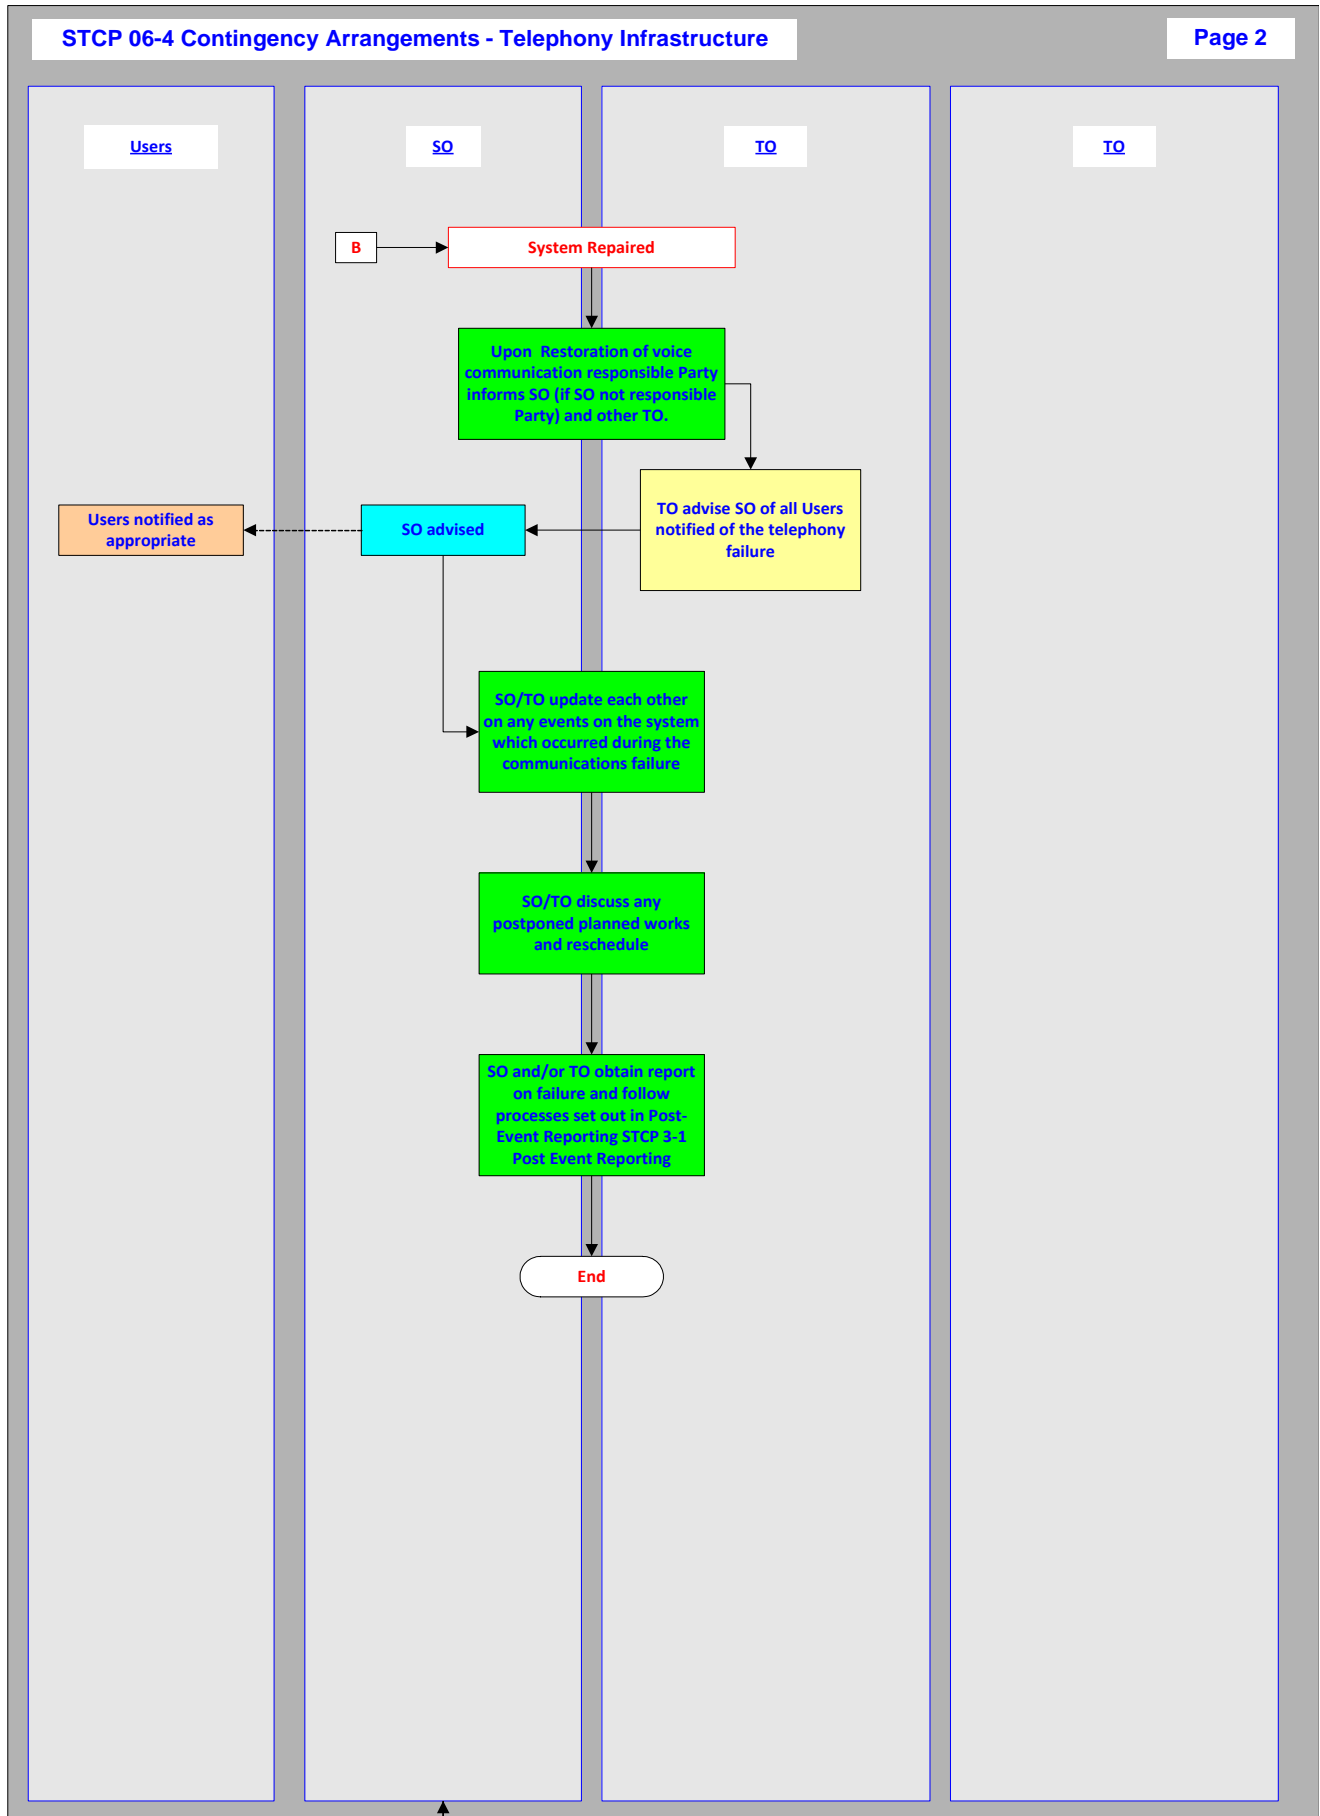 STCP 06-4 Contingency Arrangements - Telephony Infrastructure
Page 2
Users
SO
TO
TO
B
System Repaired
Upon Restoration of voice
communication responsible Party
informs SO (if SO not responsible
Party) and other TO.
TO advise SO of all Users
notified of the telephony
failure
SO advised
Users notified as
appropriate
SO/TO update each other
on any events on the system
which occurred during the
communications failure
SO/TO discuss any
postponed planned works
and reschedule
SO and/or TO obtain report
on failure and follow
processes set out in Post-
Event Reporting STCP 3-1
Post Event Reporting
End